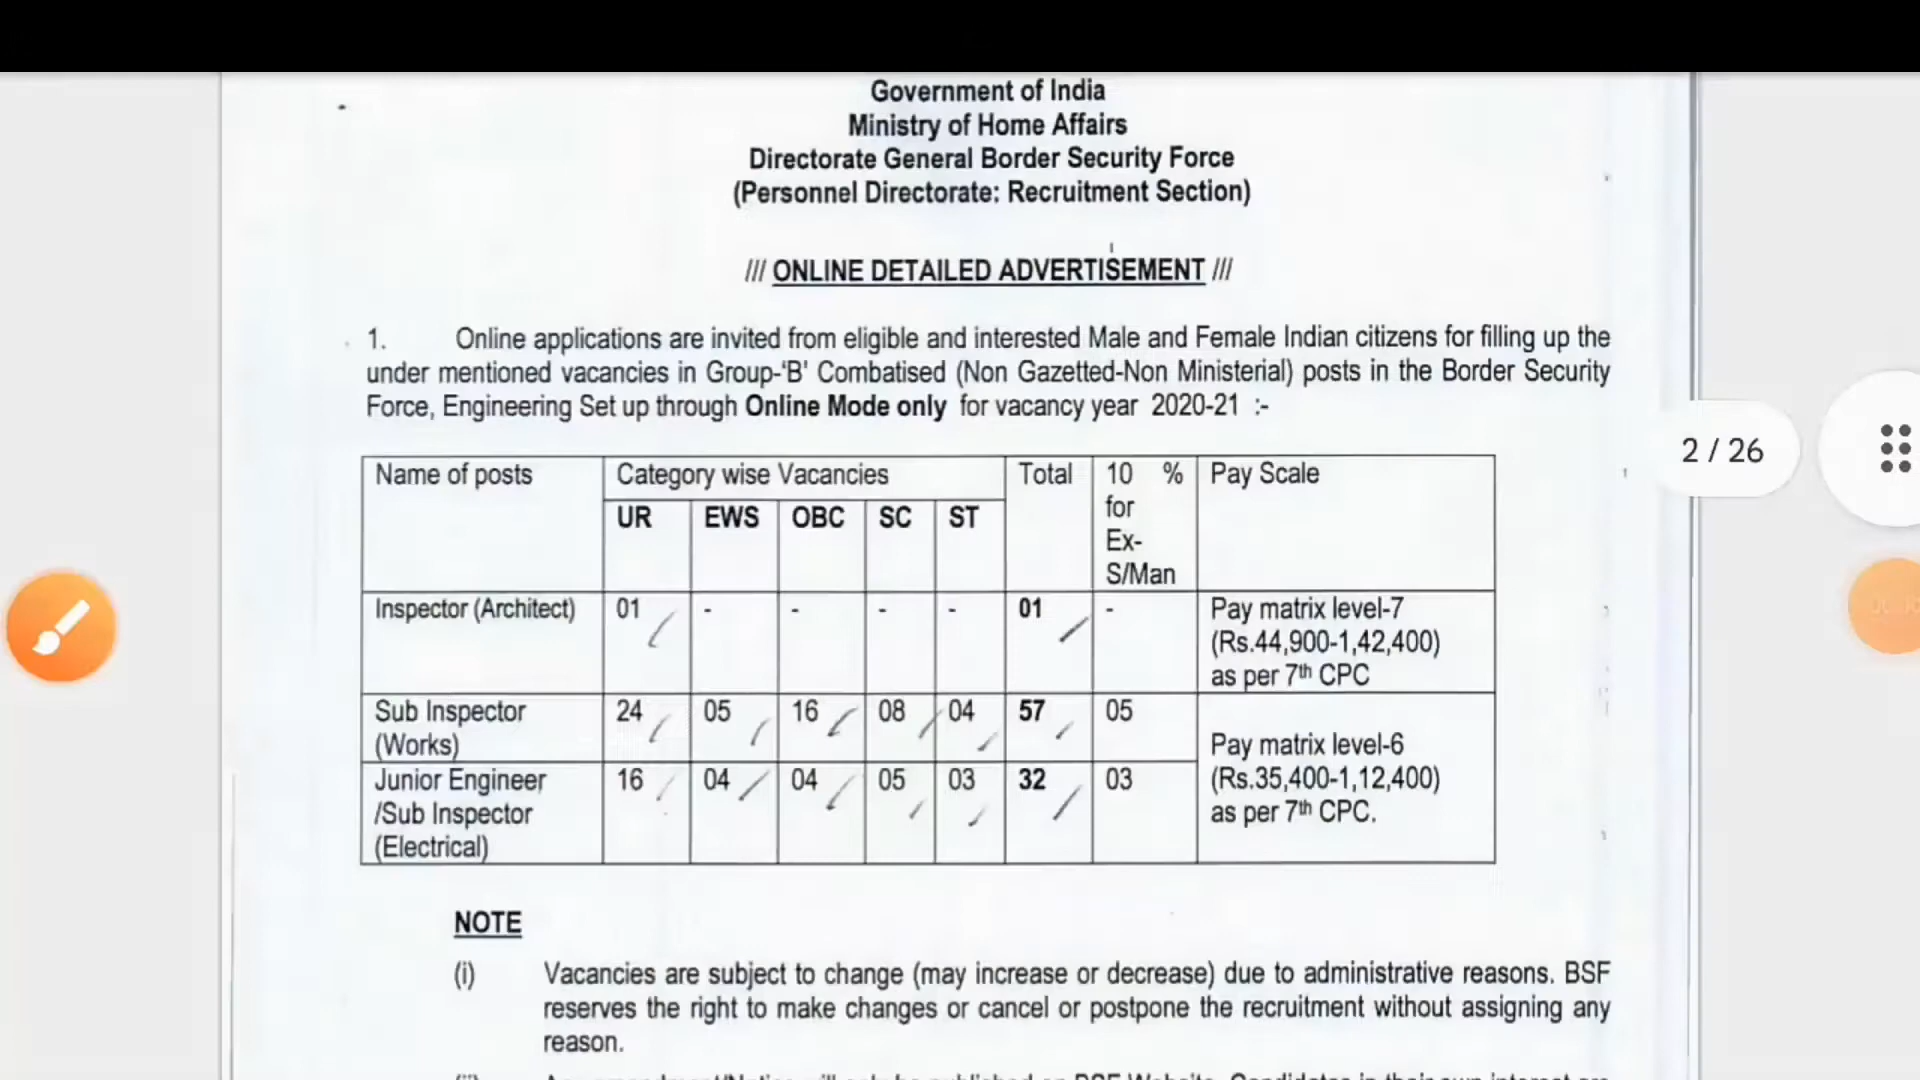 Government of India
Ministry of Home Affairs
Directorate General Border Security Force
(Personnel Directorate: Recruitment Section)
/// ONLINE DETAILED ADVERTISEMENT ///
1. Online applications are invited from eligible and interested Male and Female Indian citizens for filling up the
under mentioned vacancies in Group-'B' Combatised (Non Gazetted-Non Ministerial) posts in the Border Security
Force, Engineering Set up through Online Mode only for vacancy year 2020-21 :-
2 / 26
Name of posts Category wise Vacancies Total 10 % Pay Scale
for
UR EWS OBC SC ST
Ex-
S/Man
Inspector (Architect) 01 - - - - 01 - Pay matrix level-7
(Rs.44,900-1,42,400)
as per 7th CPC
Sub Inspector 24 05 16 08 04 57 05
(Works) Pay matrix level-6
Junior Engineer 16 04 04 05 03 32 03 (Rs.35,400-1,12,400)
/Sub Inspector as per 7th CPC.
(Electrical)
NOTE
(i) Vacancies are subject to change (may increase or decrease) due to administrative reasons. BSF
reserves the right to make changes or cancel or postpone the recruitment without assigning any
reason.